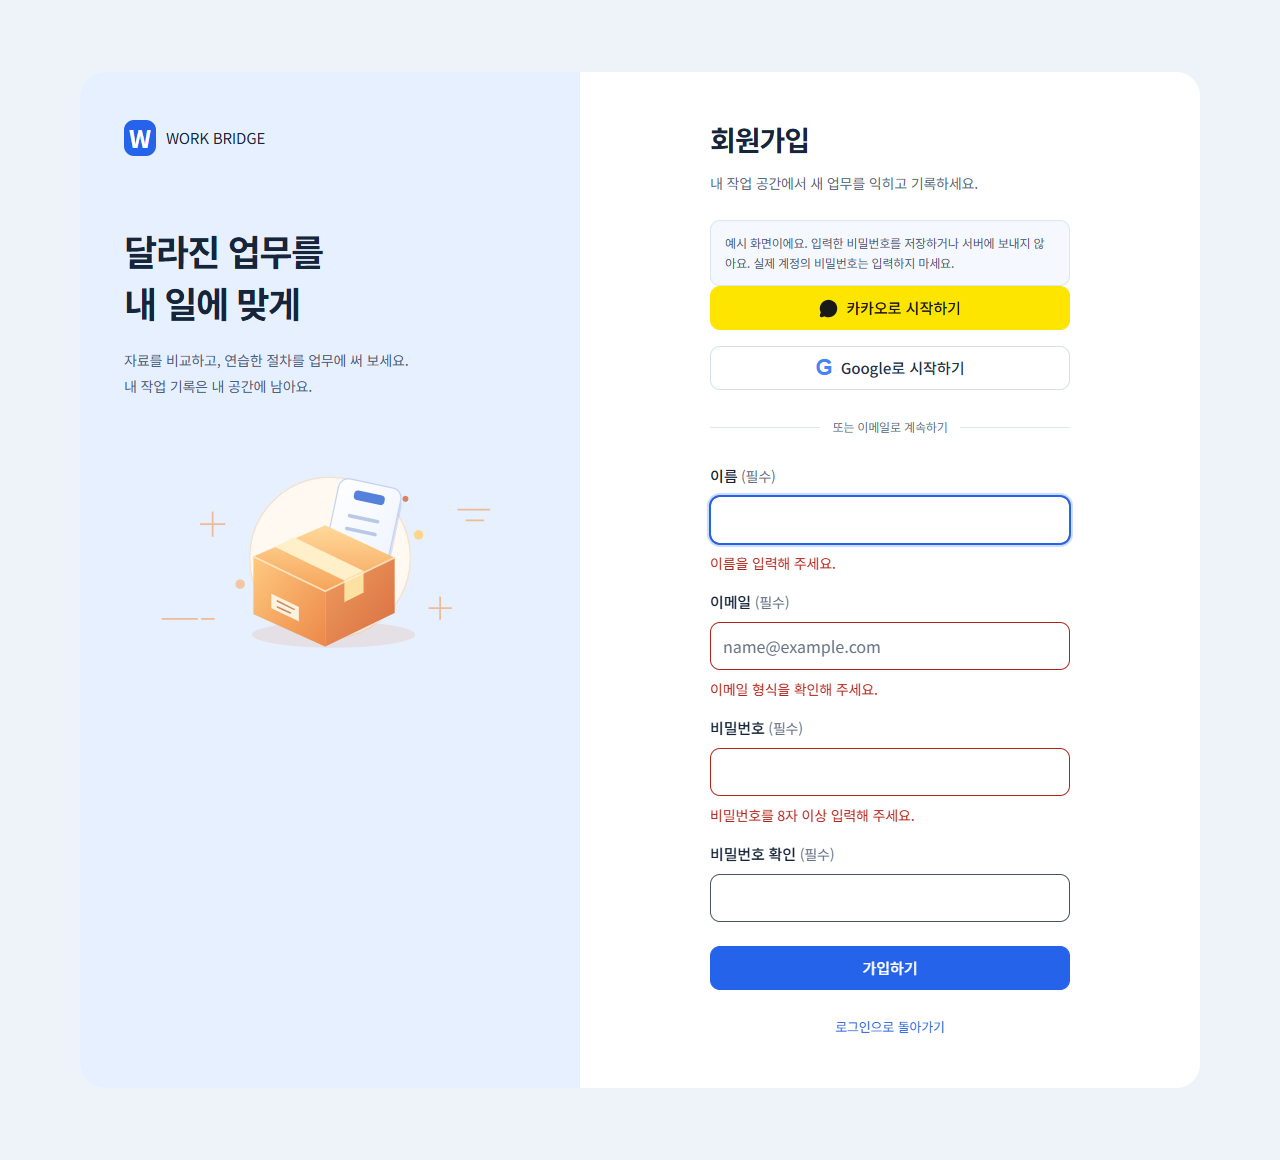 W WORK BRIDGE
달라진 업무를
내 일에 맞게
자료를 비교하고, 연습한 절차를 업무에 써 보세요.
내 작업 기록은 내 공간에 남아요.
회원가입
내 작업 공간에서 새 업무를 익히고 기록하세요.
예시 화면이에요. 입력한 비밀번호를 저장하거나 서버에 보내지 않
아요. 실제 계정의 비밀번호는 입력하지 마세요.
카카오로 시작하기
G Google로 시작하기
또는 이메일로 계속하기
이름 (필수)
이름을 입력해 주세요.
이메일 (필수)
name@example.com
이메일 형식을 확인해 주세요.
비밀번호 (필수)
비밀번호를 8자 이상 입력해 주세요.
비밀번호 확인 (필수)
가입하기
로그인으로 돌아가기